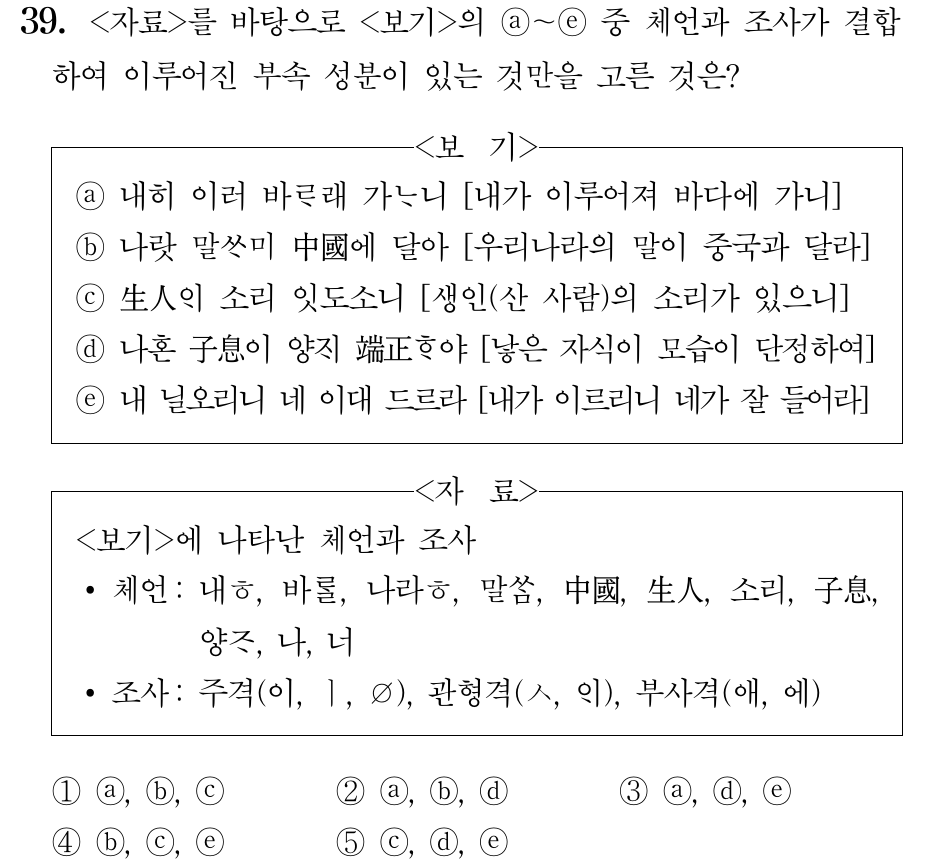 39. <자료>를 바탕으로 <보기>의 ⓐ～ⓔ 중 체언과 조사가 결합
하여 이루어진 부속 성분이 있는 것만을 고른 것은?
<보 기>
ⓐ 내히 이러 바ᄅᆞ래 가ᄂᆞ니 [내가 이루어져 바다에 가니]
ⓑ 나랏 말ᄊᆞ미 中國에 달아 [우리나라의 말이 중국과 달라]
ⓒ 生人ᄋᆡ 소리 잇도소니 [생인(산 사람)의 소리가 있으니]
ⓓ 나혼 子息이 양ᄌᆡ 端正ᄒᆞ야 [낳은 자식이 모습이 단정하여]
ⓔ 내 닐오리니 네 이대 드르라 [내가 이르리니 네가 잘 들어라]
<자 료>
<보기>에 나타난 체언과 조사
• 체언 : 내ㅎ, 바ᄅᆞᆯ, 나라ㅎ, 말ᄊᆞᆷ, 中國, 生人, 소리, 子息,
양ᄌᆞ, 나, 너
• 조사 : 주격(이, ㅣ, ∅), 관형격(ㅅ, ᄋᆡ), 부사격(애, 에)
① ⓐ, ⓑ, ⓒ ② ⓐ, ⓑ, ⓓ ③ ⓐ, ⓓ, ⓔ
④ ⓑ, ⓒ, ⓔ ⑤ ⓒ, ⓓ, ⓔ